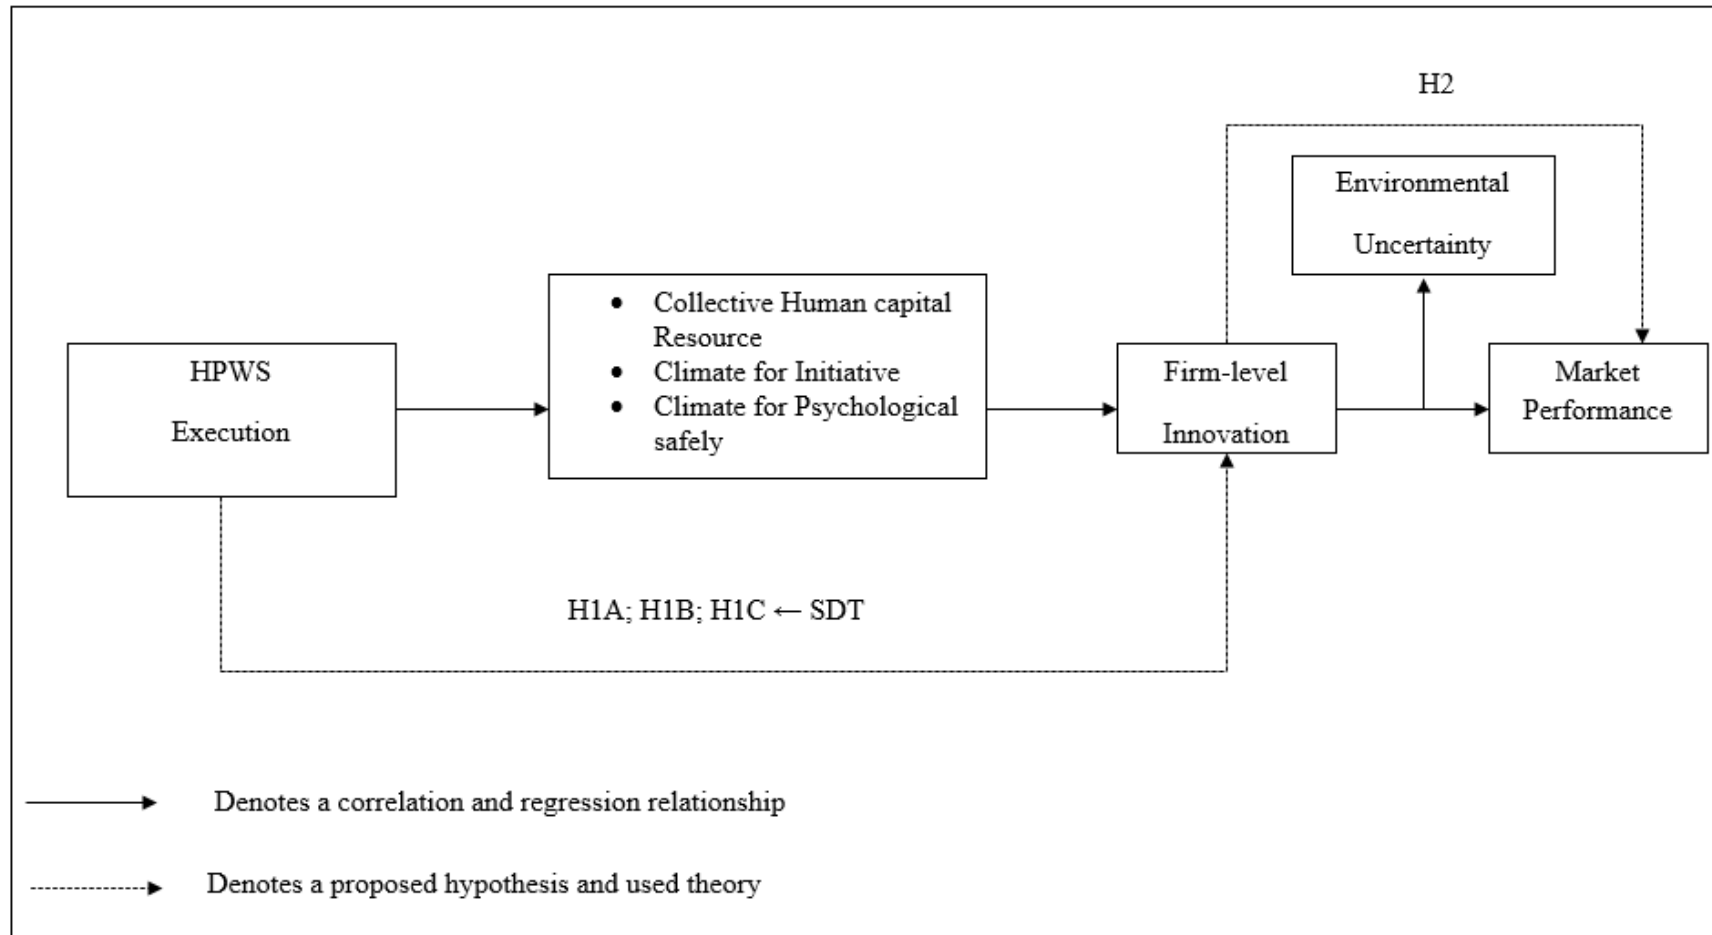 H2
Environmental
Uncertainty
• Collective Human capital
Resource
• Climate for Initiative
• Climate for Psychological
safely
HPWS
Execution
Firm-level
Innovation
Market
Performance
H1A; H1B; H1C ← SDT
Denotes a correlation and regression relationship
Denotes a proposed hypothesis and used theory